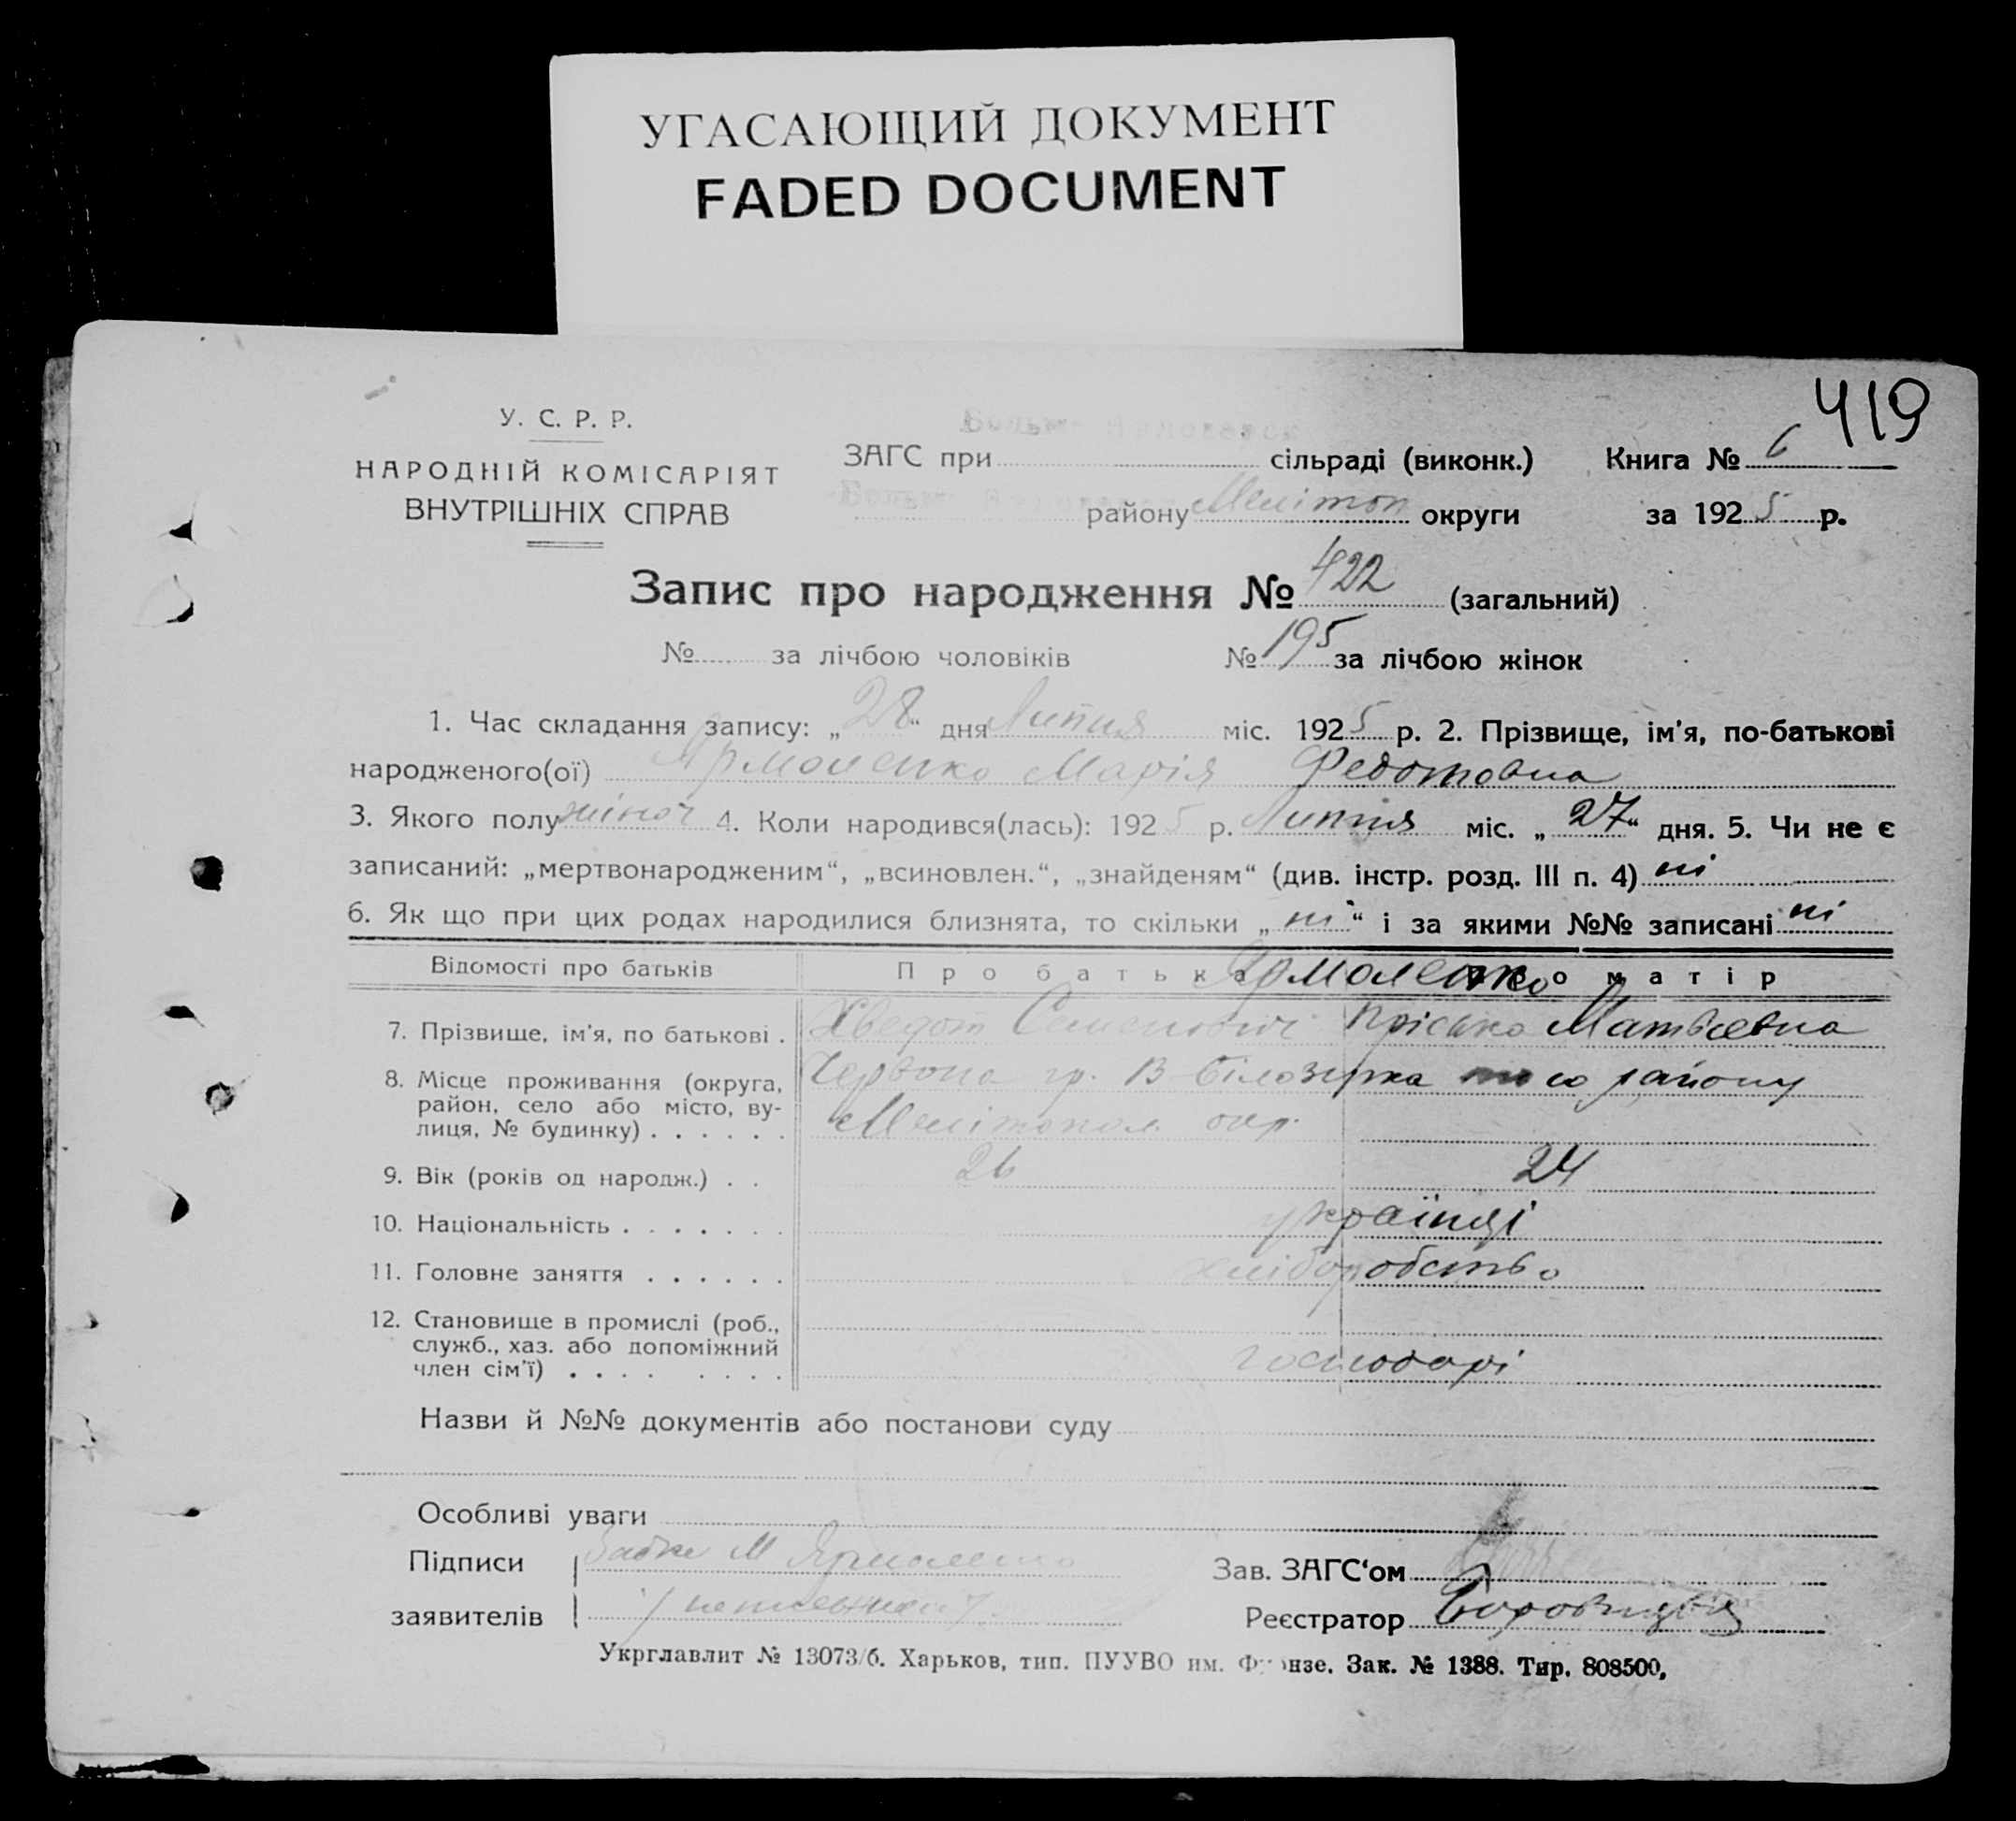 УГАСАЮЩИЙ ДОКУМЕНТ
FADED DOCUMENT
419
У. С. Р. Р.
НАРОДНІЙ КОМІСАРІЯТ
ВНУТРІШНІХ СПРАВ
ЗАГС при сільраді (виконк.) Книга № 6
району Мелітоп округи за 1925 р.
Запис про народження № 422 (загальний)
№ за лічбою чоловіків № 195 за лічбою жінок
1. Час складання запису: „28“ дня Липня міс. 1925 р. 2. Прізвище, ім'я, по-батькові
народженого(ої) Ярмоленко Марія Федотовна
3. Якого полу жіноч 4. Коли народився(лась): 1925 р. Липня міс. „27“ дня. 5. Чи не є
записаний: „мертвонародженим“, „всиновлен.“, „знайденям“ (див. інстр. розд. III п. 4) ні
6. Як що при цих родах народилися близнята, то скільки „ні“ і за якими №№ записані ні
Відомості про батьків Про батька Ярмоленко Про матір
7. Прізвище, ім'я, по батькові . Хведот Семенович Пріська Матвіевна
8. Місце проживання (округа, Червона гр. В Білозирка того району
район, село або місто, ву-
лиця, № будинку) . . . . . . Мелітопол окр.
9. Вік (років од народж.) . . 26 24
10. Національність . . . . . . . українці
11. Головне заняття . . . . . . хліборобство
12. Становище в промислі (роб.,
служб., хаз. або допоміжний
член сім'ї) . . . . . . . . господарі
Назви й №№ документів або постанови суду
Особливі уваги
Підписи М Ярмоленко Зав. ЗАГС‘ом
заявителів Реєстратор
Укрглавлит № 13073/6. Харьков, тип. ПУУВО им. Фрунзе. Зак. № 1388. Тир. 808500,